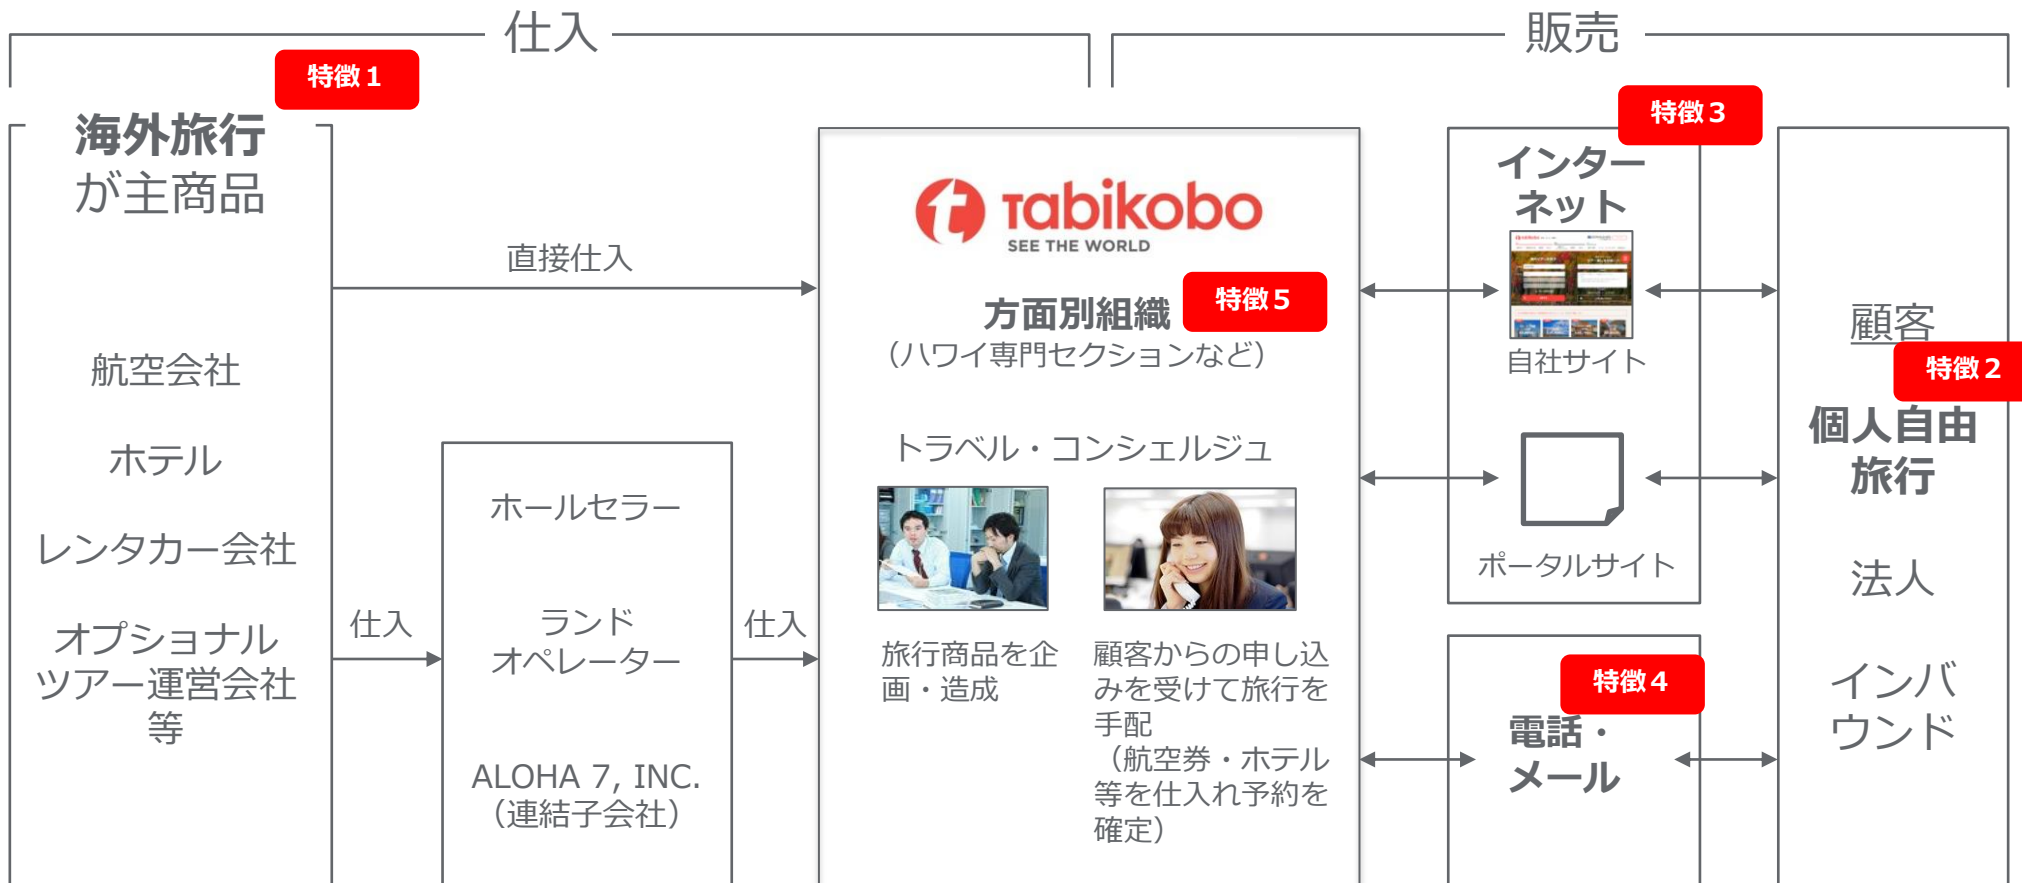 仕入
販売
特徴１
海外旅行
が主商品
航空会社
ホテル
レンタカー会社
オプショナル
ツアー運営会社
等
直接仕入
仕入
ホールセラー
ランド
オペレーター
ALOHA 7, INC.
（連結子会社）
仕入
tabikobo
SEE THE WORLD
方面別組織
特徴５
（ハワイ専門セクションなど）
トラベル・コンシェルジュ
旅行商品を企
画・造成
顧客からの申し込
みを受けて旅行を
手配
（航空券・ホテル
等を仕入れ予約を
確定）
特徴３
インター
ネット
自社サイト
ポータルサイト
特徴４
電話・
メール
顧客
特徴２
個人自由
旅行
法人
インバ
ウンド